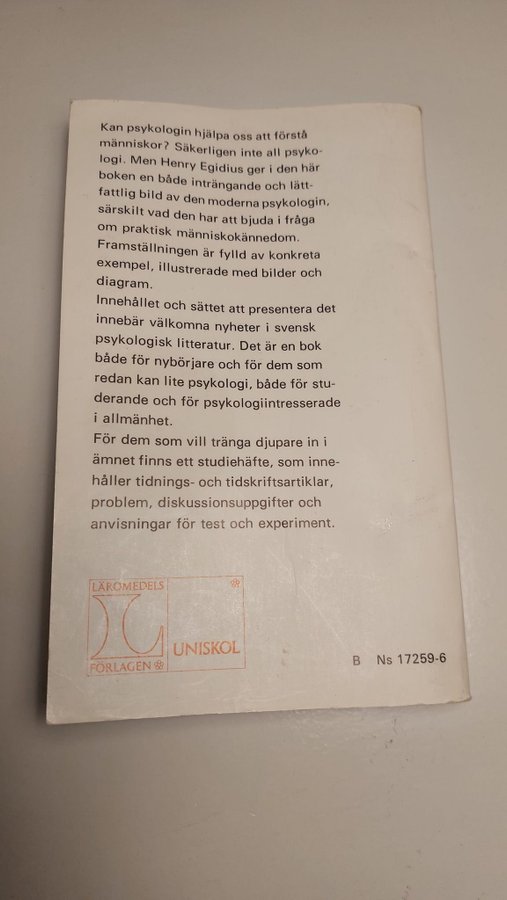 Kan psykologin hjälpa oss att förstå
människor? Säkerligen inte all psyko-
logi. Men Henry Egidius ger i den här
boken en både inträngande och lätt-
fattlig bild av den moderna psykologin,
särskilt vad den har att bjuda i fråga
om praktisk människokännedom.
Framställningen är fylld av konkreta
exempel, illustrerade med bilder och
diagram.
Innehållet och sättet att presentera det
innebär välkomna nyheter i svensk
psykologisk litteratur. Det är en bok
både för nybörjare och för dem som
redan kan lite psykologi, både för stu-
derande och för psykologiintresserade
i allmänhet.
För dem som vill tränga djupare in i
ämnet finns ett studiehäfte, som inne-
håller tidnings- och tidskriftsartiklar,
problem, diskussionsuppgifter och
anvisningar för test och experiment.
LÄROMEDELS
L
FÖRLAGEN
UNISKOL
B Ns 17259-6